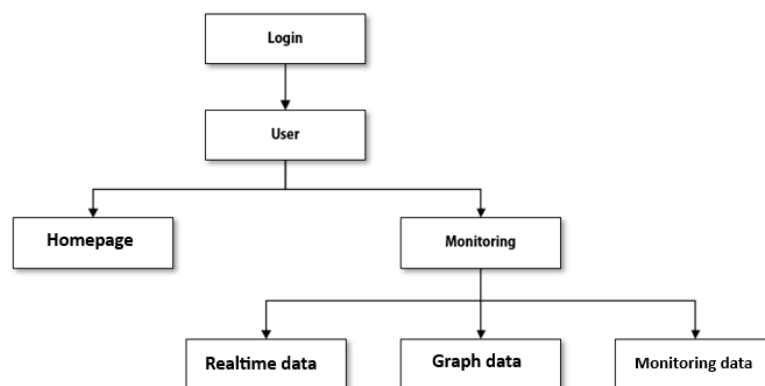 Login
User
Homepage
Monitoring
Realtime data
Graph data
Monitoring data